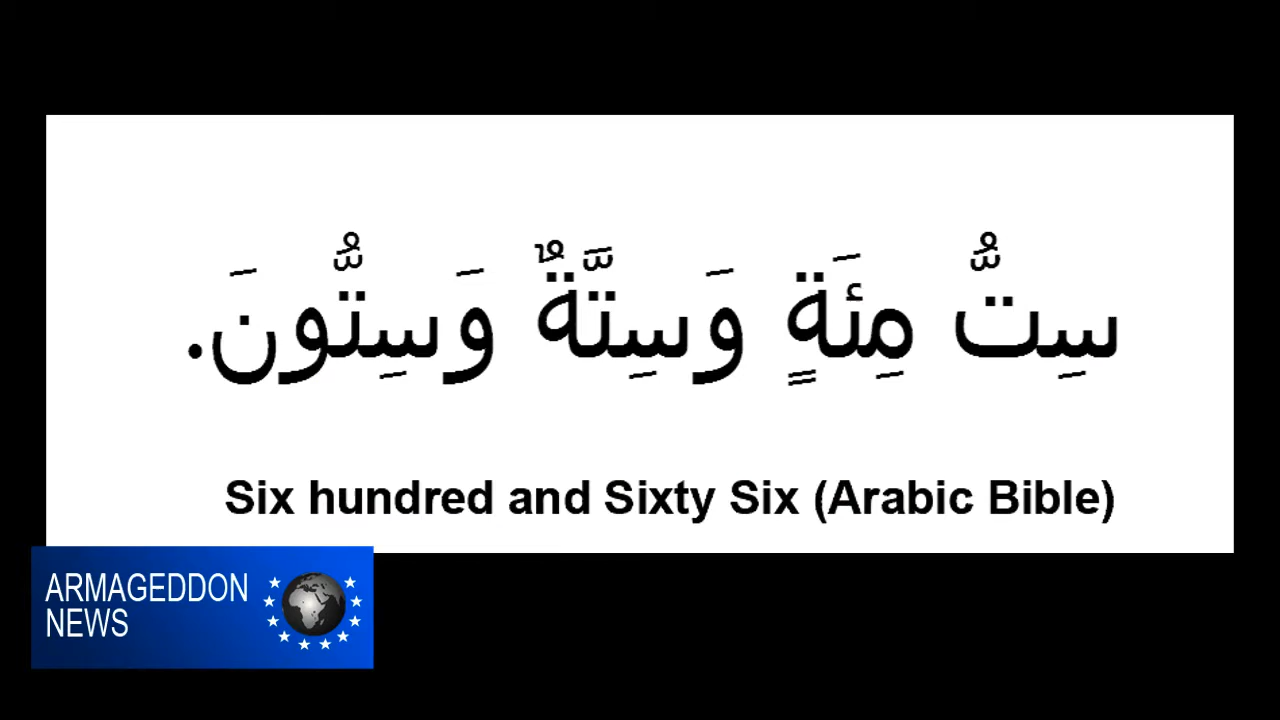 سِتُّ مِئَةٍ وَسِتَّةٌ وَسِتُّونَ.
Six hundred and Sixty Six (Arabic Bible)
ARMAGEDDON
NEWS